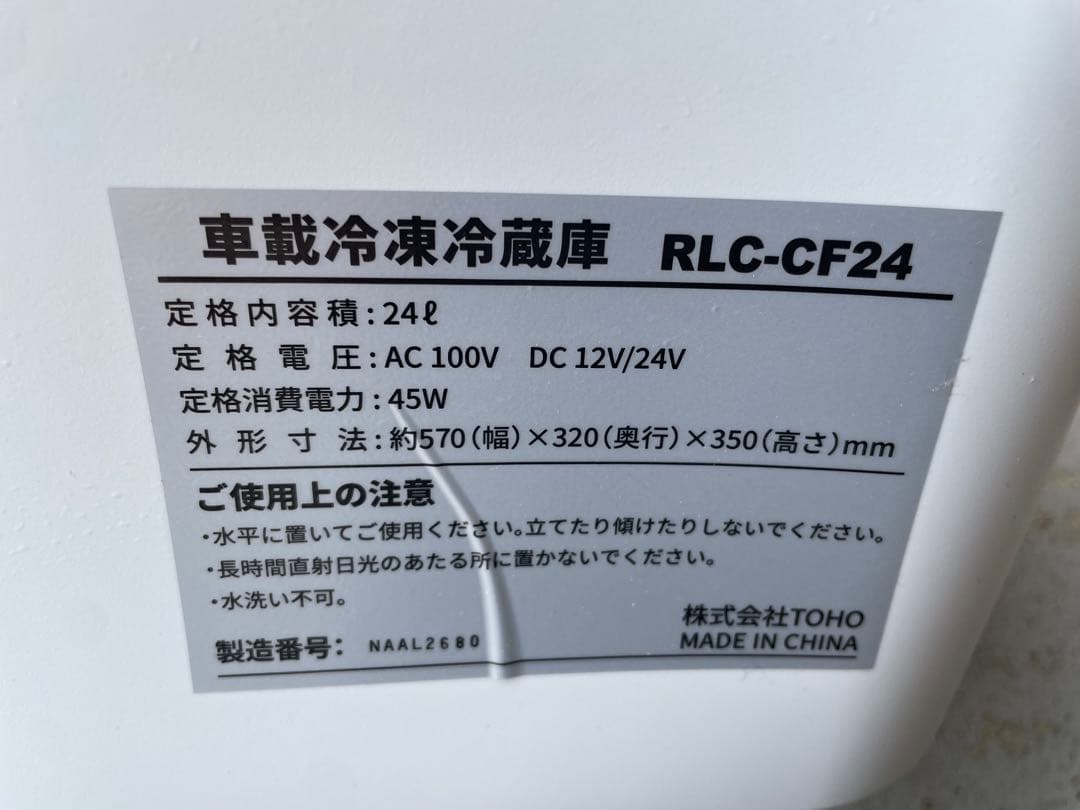 車載冷凍冷蔵庫 RLC-CF24
定格内容積:24ℓ
定格電圧:AC 100V DC 12V/24V
定格消費電力:45W
外形寸法:約570(幅)×320(奥行)×350(高さ)mm
ご使用上の注意
・水平に置いてご使用ください。立てたり傾けたりしないでください。
・長時間直射日光のあたる所に置かないでください。
・水洗い不可。
株式会社TOHO
製造番号: NAAL2680
MADE IN CHINA